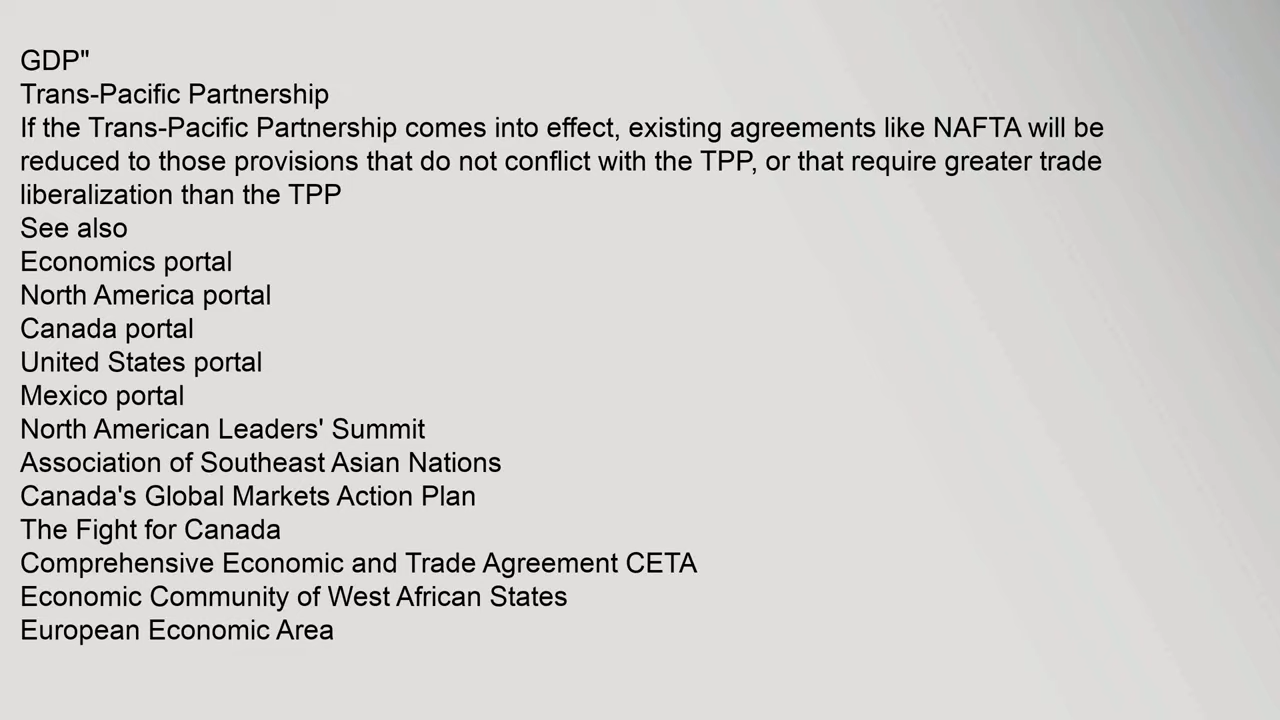 GDP"
Trans-Pacific Partnership
If the Trans-Pacific Partnership comes into effect, existing agreements like NAFTA will be
reduced to those provisions that do not conflict with the TPP, or that require greater trade
liberalization than the TPP
See also
Economics portal
North America portal
Canada portal
United States portal
Mexico portal
North American Leaders' Summit
Association of Southeast Asian Nations
Canada's Global Markets Action Plan
The Fight for Canada
Comprehensive Economic and Trade Agreement CETA
Economic Community of West African States
European Economic Area